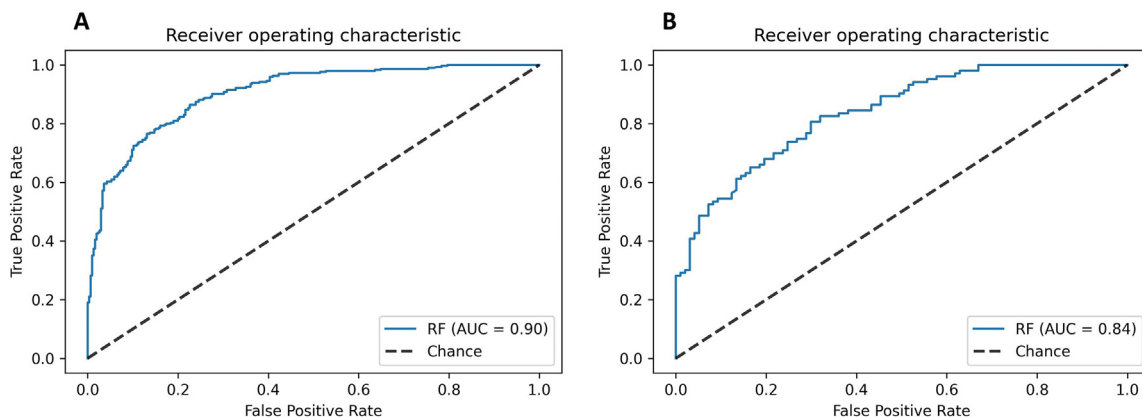 A
Receiver operating characteristic
True Positive Rate
1.0
0.8
0.6
0.4
0.2
0.0
RF (AUC = 0.90)
Chance
0.0 0.2 0.4 0.6 0.8 1.0
False Positive Rate
B
Receiver operating characteristic
True Positive Rate
1.0
0.8
0.6
0.4
0.2
0.0
RF (AUC = 0.84)
Chance
0.0 0.2 0.4 0.6 0.8 1.0
False Positive Rate